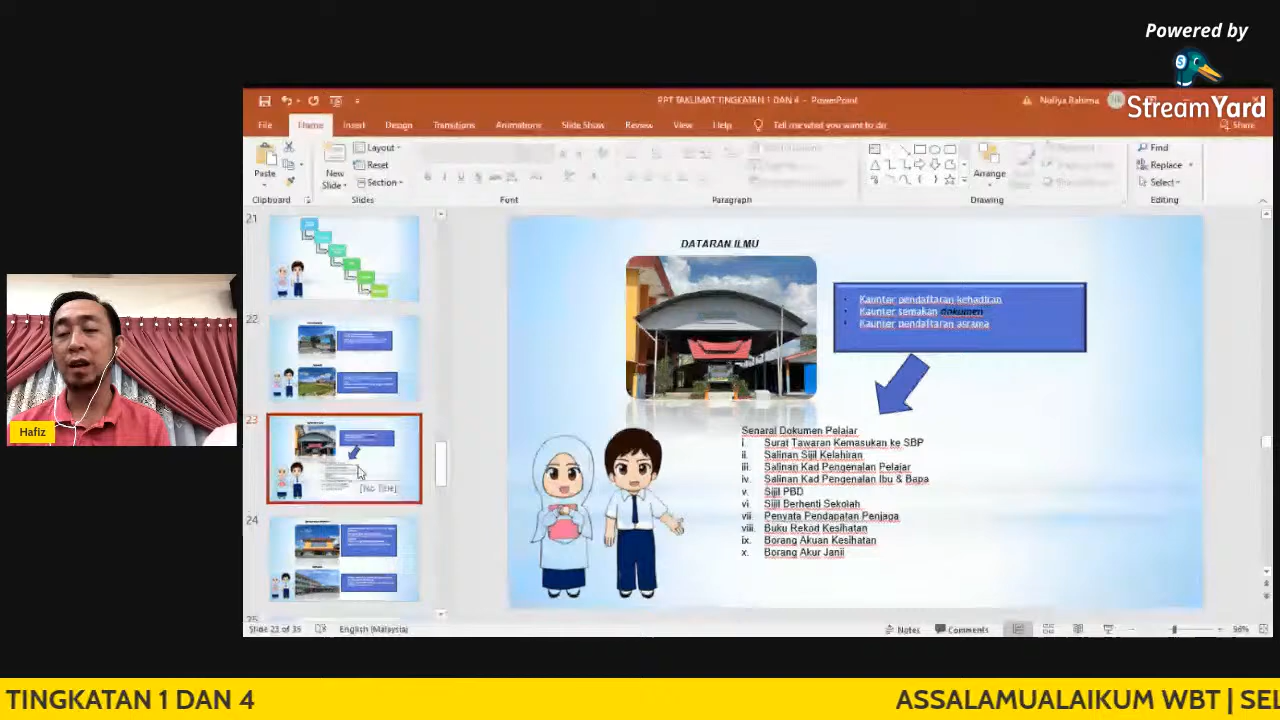 Powered by
StreamYard
PPT TAKLIMAT TINGKATAN 1 DAN 4 - PowerPoint
Share
File Home Insert Design Transitions Animations Slide Show Review View Help Tell me what you want to do
Paste
Clipboard
New
Slide
Layout
Reset
Section
Slides
Font
Paragraph
Arrange
Drawing
Find
Replace
Select
Editing
21
22
23
24
DATARAN ILMU
Kaunter pendaftaran kehadiran
Kaunter semakan dokumen
Kaunter pendaftaran asrama
Senarai Dokumen Pelajar
i. Surat Tawaran Kemasukan ke SBP
ii. Salinan Sijil Kelahiran
iii. Salinan Kad Pengenalan Pelajar
iv. Salinan Kad Pengenalan Ibu & Bapa
v. Sijil PBD
vi. Sijil Berhenti Sekolah
vii. Penyata Pendapatan Penjaga
viii. Buku Rekod Kesihatan
ix. Borang Akuan Kesihatan
x. Borang Akur Janji
Hafiz
Slide 23 of 35 English (Malaysia) Notes Comments
TINGKATAN 1 DAN 4 ASSALAMUALAIKUM WBT | SEL